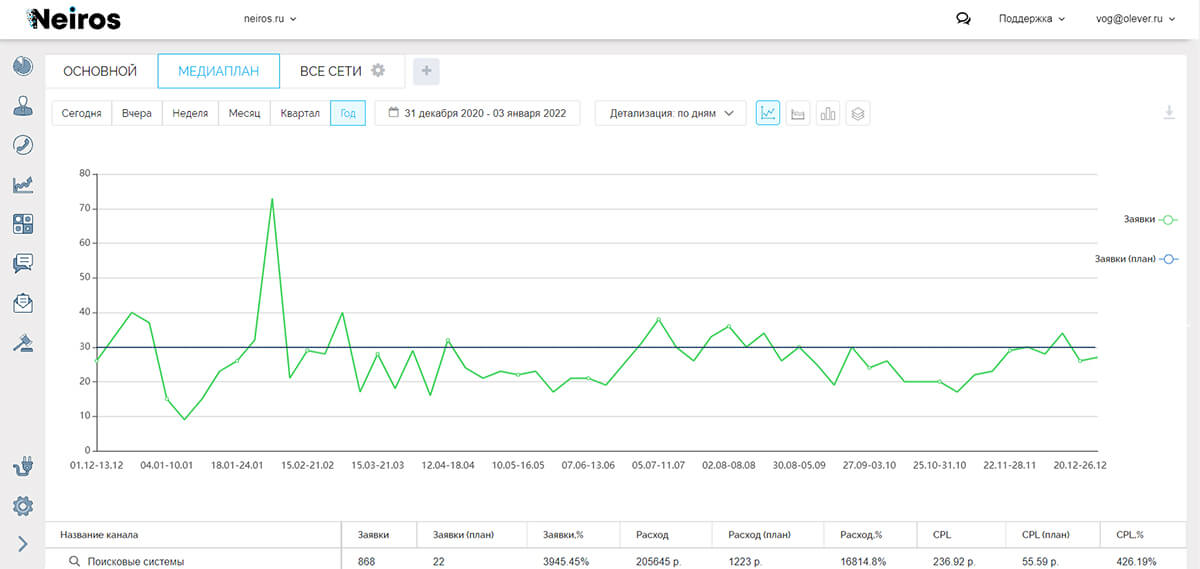 Neiros
neiros.ru
Поддержка
vog@olever.ru
ОСНОВНОЙ
МЕДИАПЛАН
ВСЕ СЕТИ
+
Сегодня
Вчера
Неделя
Месяц
Квартал
Год
31 декабря 2020 - 03 января 2022
Детализация: по дням
80
70
60
50
40
30
20
10
0
Заявки
Заявки (план)
01.12-13.12 04.01-10.01 18.01-24.01 15.02-21.02 15.03-21.03 12.04-18.04 10.05-16.05 07.06-13.06 05.07-11.07 02.08-08.08 30.08-05.09 27.09-03.10 25.10-31.10 22.11-28.11 20.12-26.12
Название канала Заявки Заявки (план) Заявки,% Расход Расход (план) Расход,% CPL CPL (план) CPL,%
Поисковые системы 868 22 3945.45% 205645 р. 1223 р. 16814.8% 236.92 р. 55.59 р. 426.19%